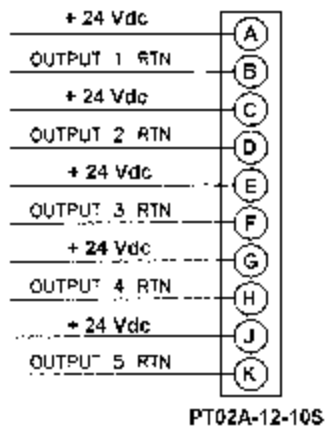 + 24 Vdc
A
OUTPUT 1 RTN
B
+ 24 Vdc
C
OUTPUT 2 RTN
D
+ 24 Vdc
E
OUTPUT 3 RTN
F
+ 24 Vdc
G
OUTPUT 4 RTN
H
+ 24 Vdc
J
OUTPUT 5 RTN
K
PT02A-12-10S